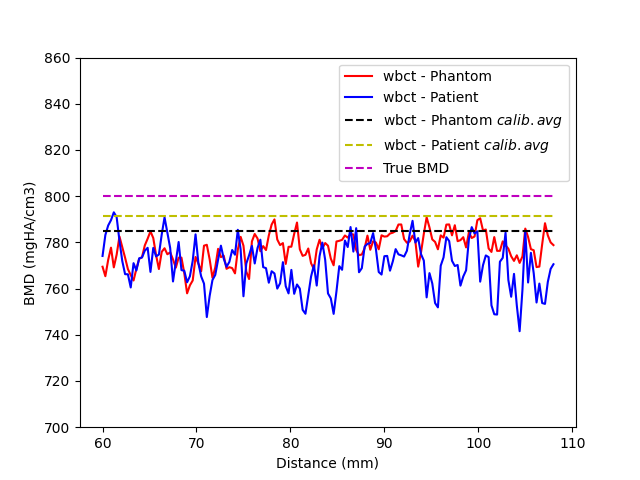 860
840
820
800
780
760
740
720
700
BMD (mgHA/cm3)
wbct - Phantom
wbct - Patient
wbct - Phantom calib.avg
wbct - Patient calib.avg
True BMD
60 70 80 90 100 110
Distance (mm)